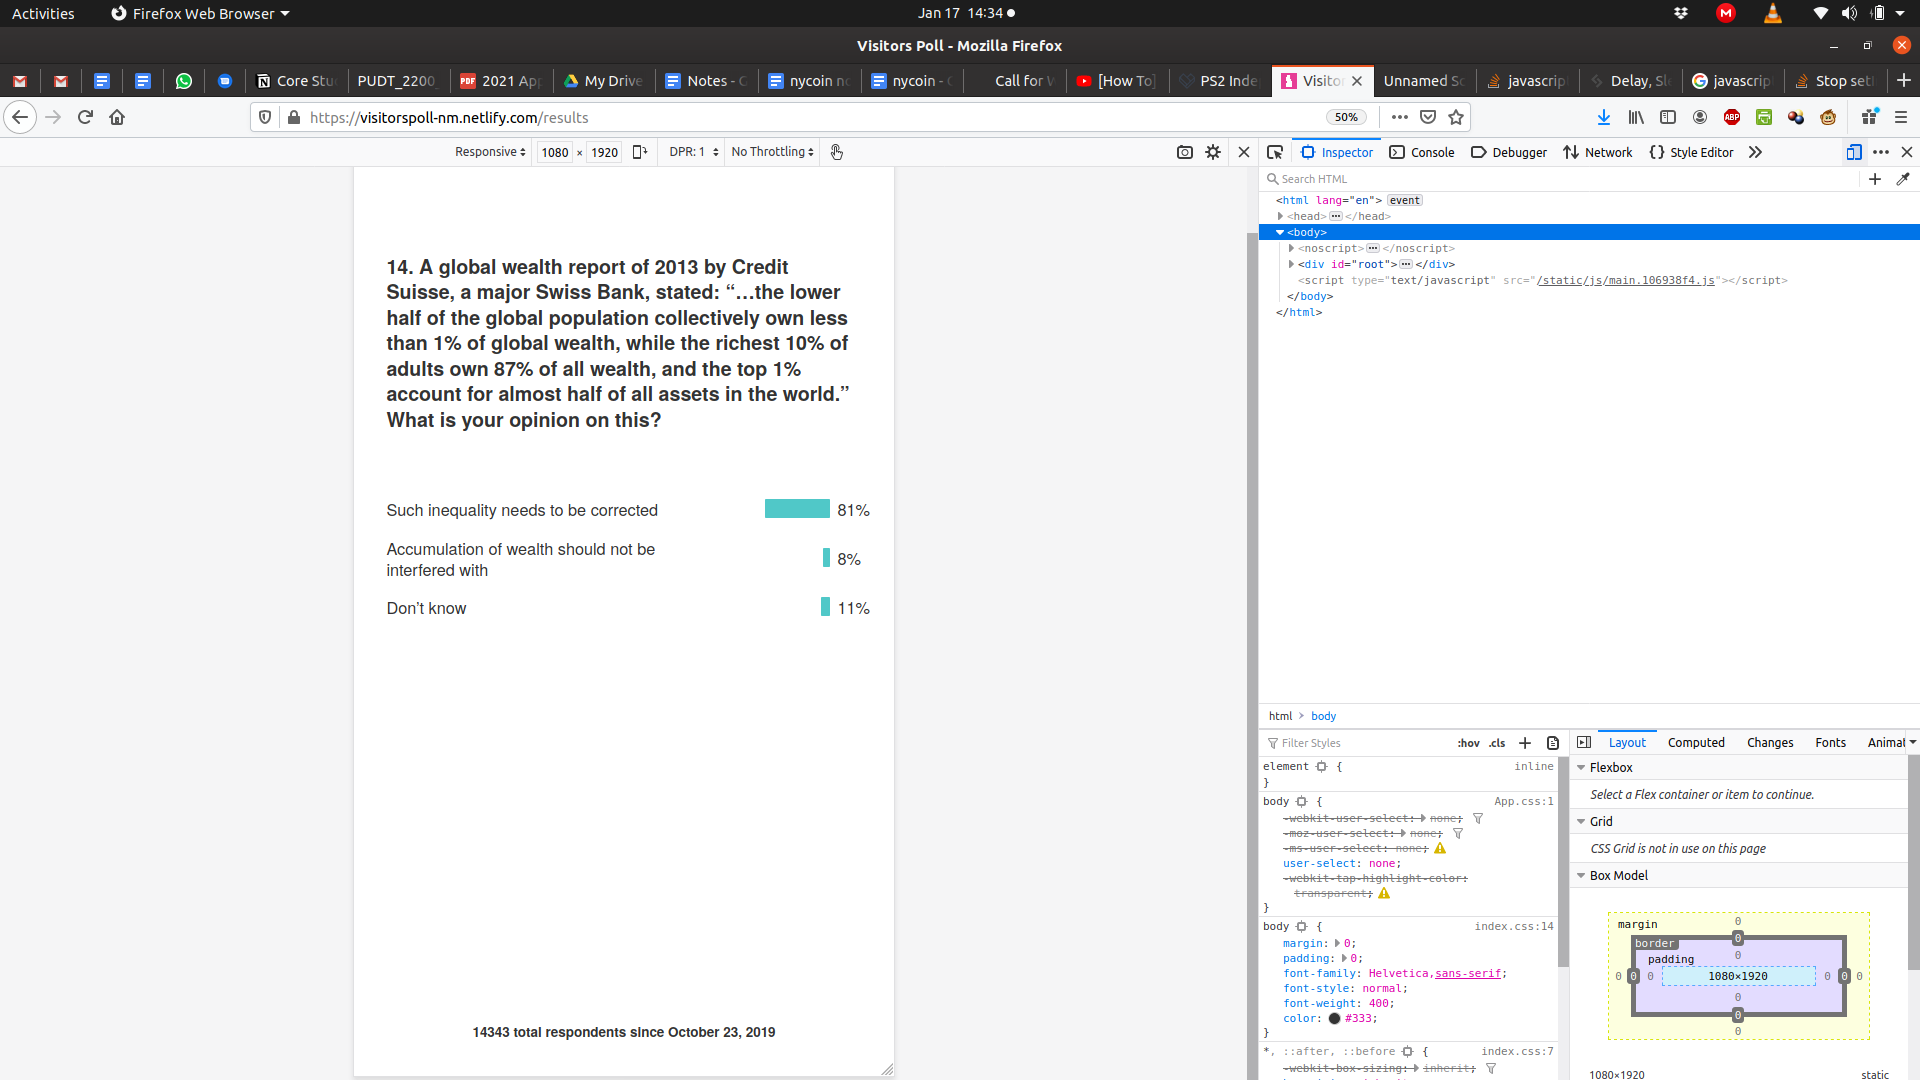 Activities
Firefox Web Browser
Jan 17 14:34
Visitors Poll - Mozilla Firefox
Core Stu
PUDT_2200
2021 Ap
My Drive
Notes - G
nycoin no
nycoin - G
Call for W
[How To]
PS2 Inde
Visitor
Unnamed Sc
javascrip
Delay, Sle
javascrip
Stop set
https://visitorspoll-nm.netlify.com/results
50%
Responsive
1080 × 1920
DPR: 1
No Throttling
Inspector
Console
Debugger
Network
Style Editor
Search HTML
<html lang="en"> event
<head> ··· </head>
<body>
<noscript> ··· </noscript>
<div id="root"> ··· </div>
<script type="text/javascript" src="/static/js/main.106938f4.js"></script>
</body>
</html>
14. A global wealth report of 2013 by Credit
Suisse, a major Swiss Bank, stated: “…the lower
half of the global population collectively own less
than 1% of global wealth, while the richest 10% of
adults own 87% of all wealth, and the top 1%
account for almost half of all assets in the world.”
What is your opinion on this?
Such inequality needs to be corrected 81%
Accumulation of wealth should not be
interfered with 8%
Don’t know 11%
14343 total respondents since October 23, 2019
html > body
Filter Styles
:hov .cls
element { inline
}
body { App.css:1
-webkit-user-select: none;
-moz-user-select: none;
-ms-user-select: none;
user-select: none;
-webkit-tap-highlight-color:
transparent;
}
body { index.css:14
margin: 0;
padding: 0;
font-family: Helvetica,sans-serif;
font-style: normal;
font-weight: 400;
color: #333;
}
*, ::after, ::before { index.css:7
-webkit-box-sizing: inherit;
Layout
Computed
Changes
Fonts
Animat
Flexbox
Select a Flex container or item to continue.
Grid
CSS Grid is not in use on this page
Box Model
margin
0
border
0
padding
0
0 0 0 1080×1920 0 0 0
0
0
0
1080×1920 static